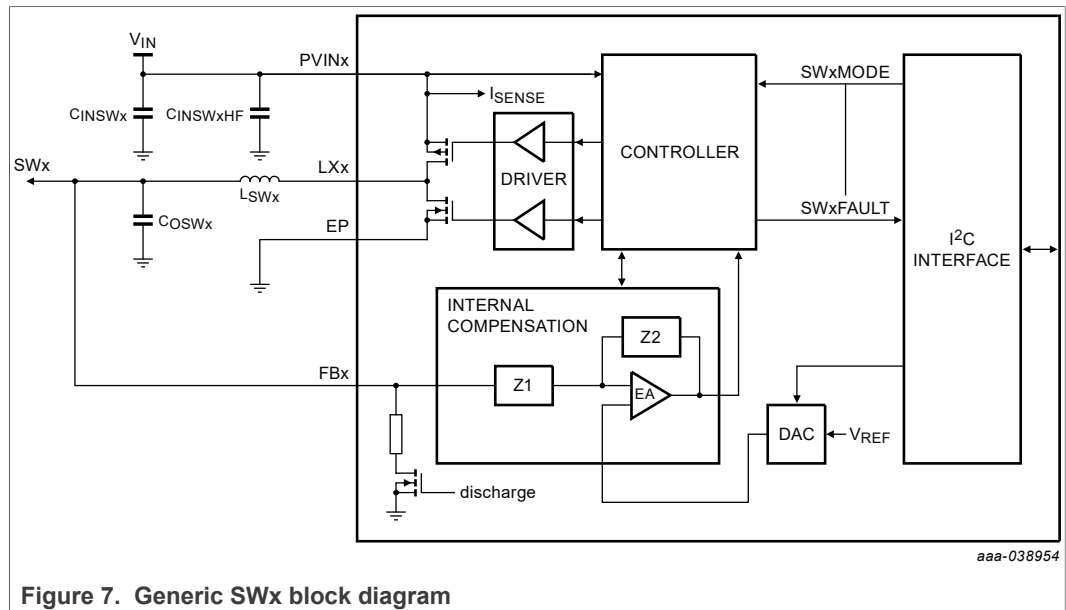 VIN
PVINx
CINSWx
CINSWxHF
ISENSE
SWx
LXx
LSWx
COSWx
EP
DRIVER
CONTROLLER
SWxMODE
SWxFAULT
I2C
INTERFACE
INTERNAL
COMPENSATION
Z2
Z1
EA
FBx
DAC
VREF
discharge
aaa-038954
Figure 7. Generic SWx block diagram